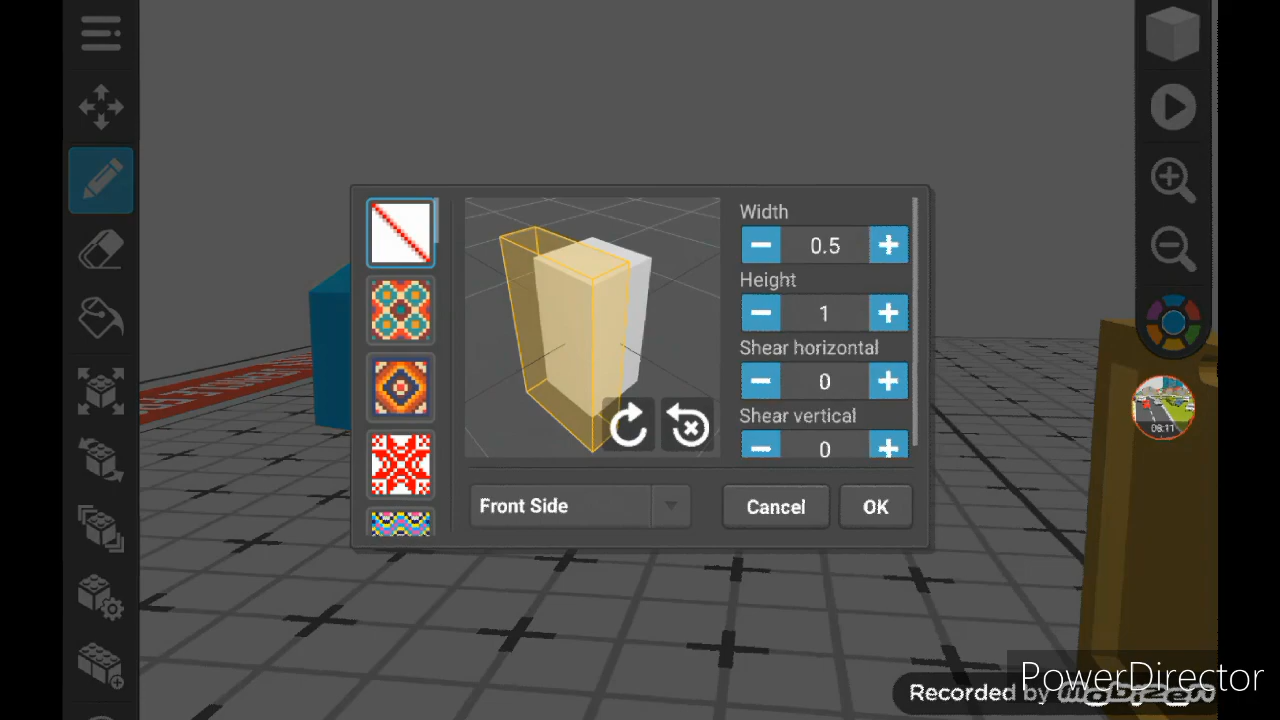 Width
0.5
Height
1
Shear horizontal
0
Shear vertical
0
Front Side
Cancel
OK
08:11
PowerDirector
Recorded by mobizen